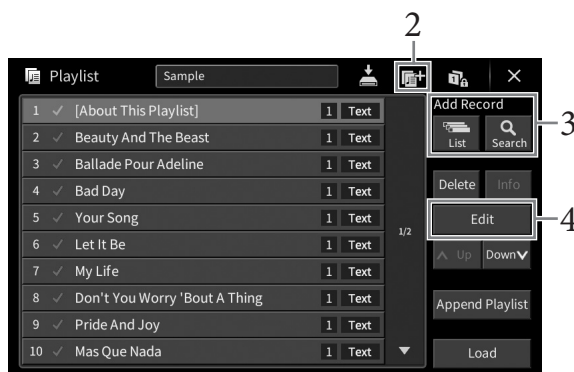 2
Playlist Sample
Add Record
1 [About This Playlist] 1 Text
List Search
3
2 Beauty And The Beast 1 Text
3 Ballade Pour Adeline 1 Text
4 Bad Day 1 Text
Delete Info
5 Your Song 1 Text
Edit
4
1/2
6 Let It Be 1 Text
Up Down
7 My Life 1 Text
8 Don't You Worry 'Bout A Thing 1 Text
Append Playlist
9 Pride And Joy 1 Text
10 Mas Que Nada 1 Text
Load